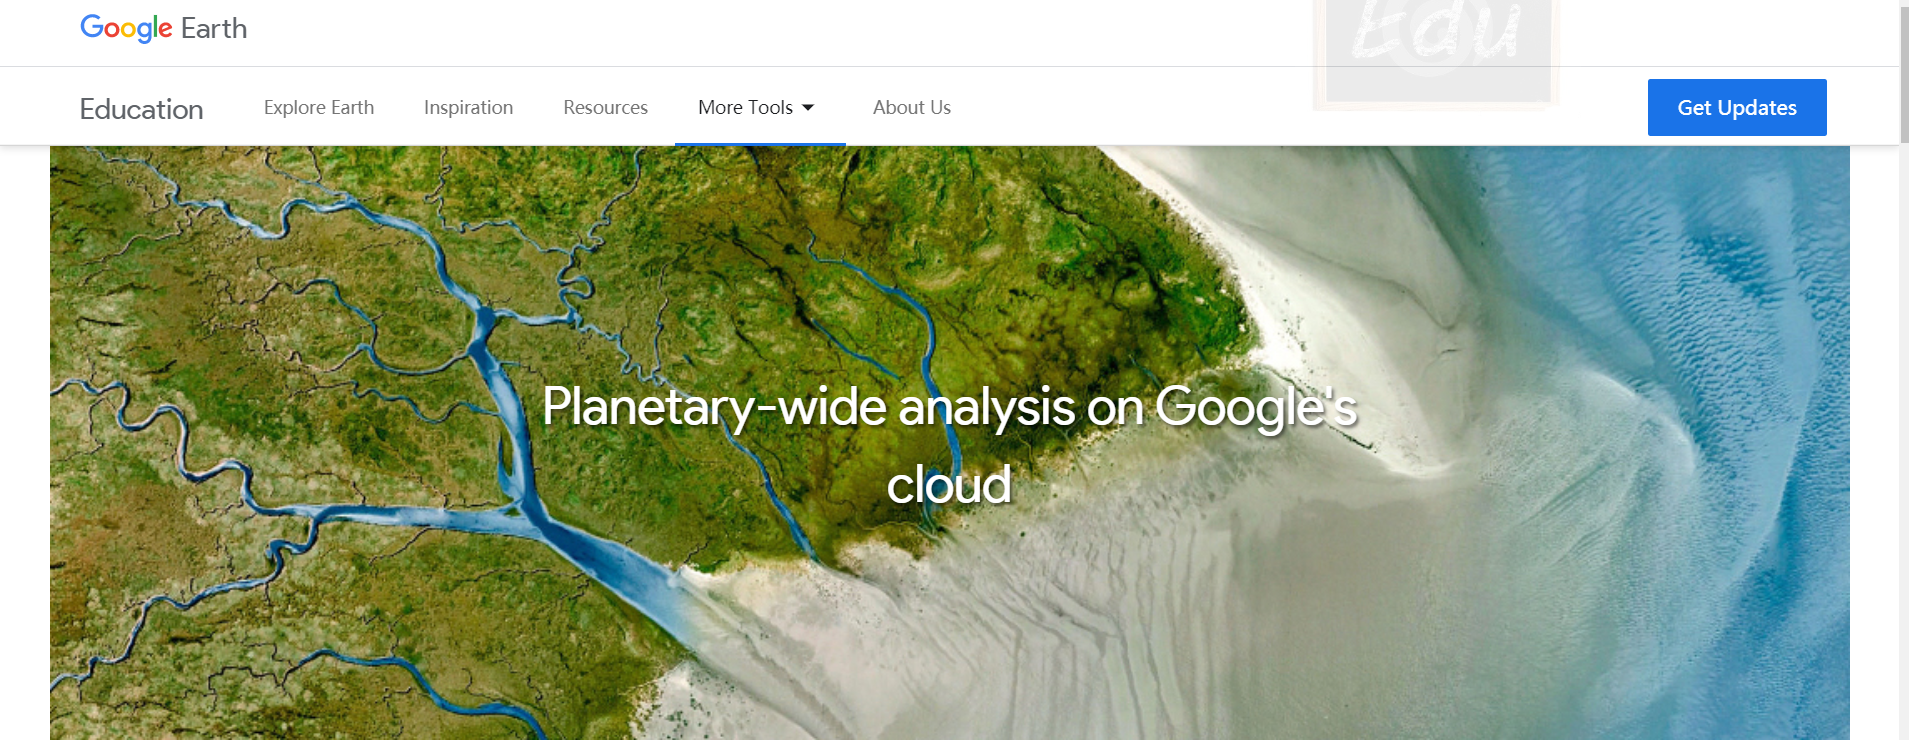 Google Earth
Edu
Education
Explore Earth
Inspiration
Resources
More Tools
About Us
Get Updates
Planetary-wide analysis on Google's
cloud